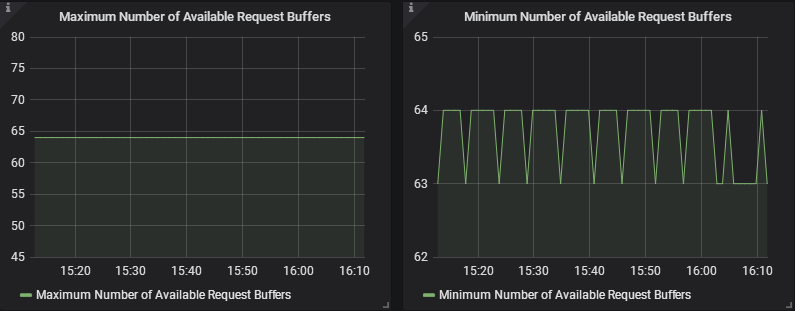 i
Maximum Number of Available Request Buffers
80
75
70
65
60
55
50
45
15:20 15:30 15:40 15:50 16:00 16:10
Maximum Number of Available Request Buffers
i
Minimum Number of Available Request Buffers
65
64
63
62
15:20 15:30 15:40 15:50 16:00 16:10
Minimum Number of Available Request Buffers